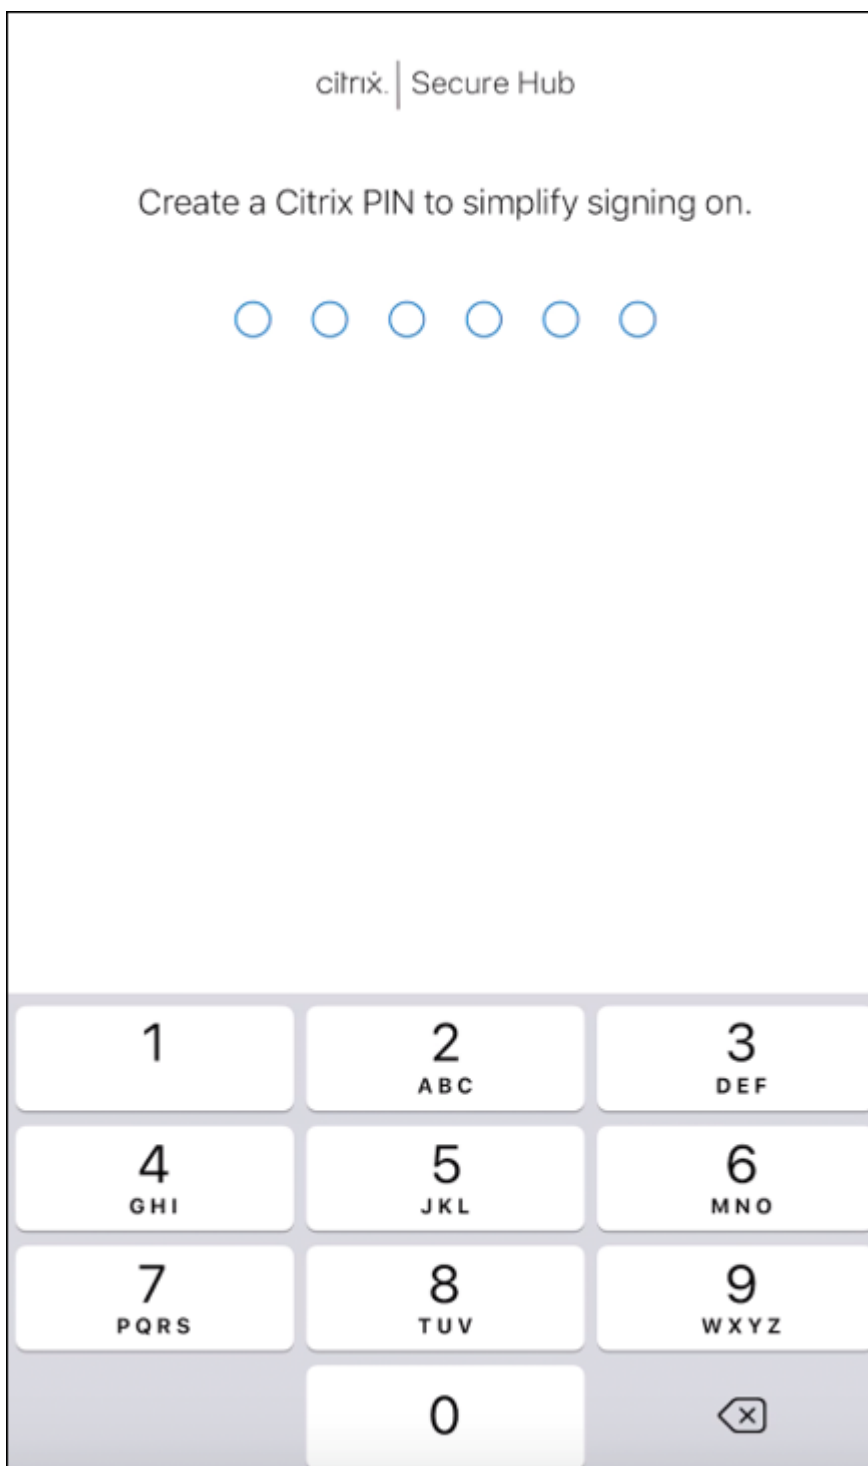 citrix. | Secure Hub
Create a Citrix PIN to simplify signing on.
1 2 3
ABC DEF
4 5 6
GHI JKL MNO
7 8 9
PQRS TUV WXYZ
0